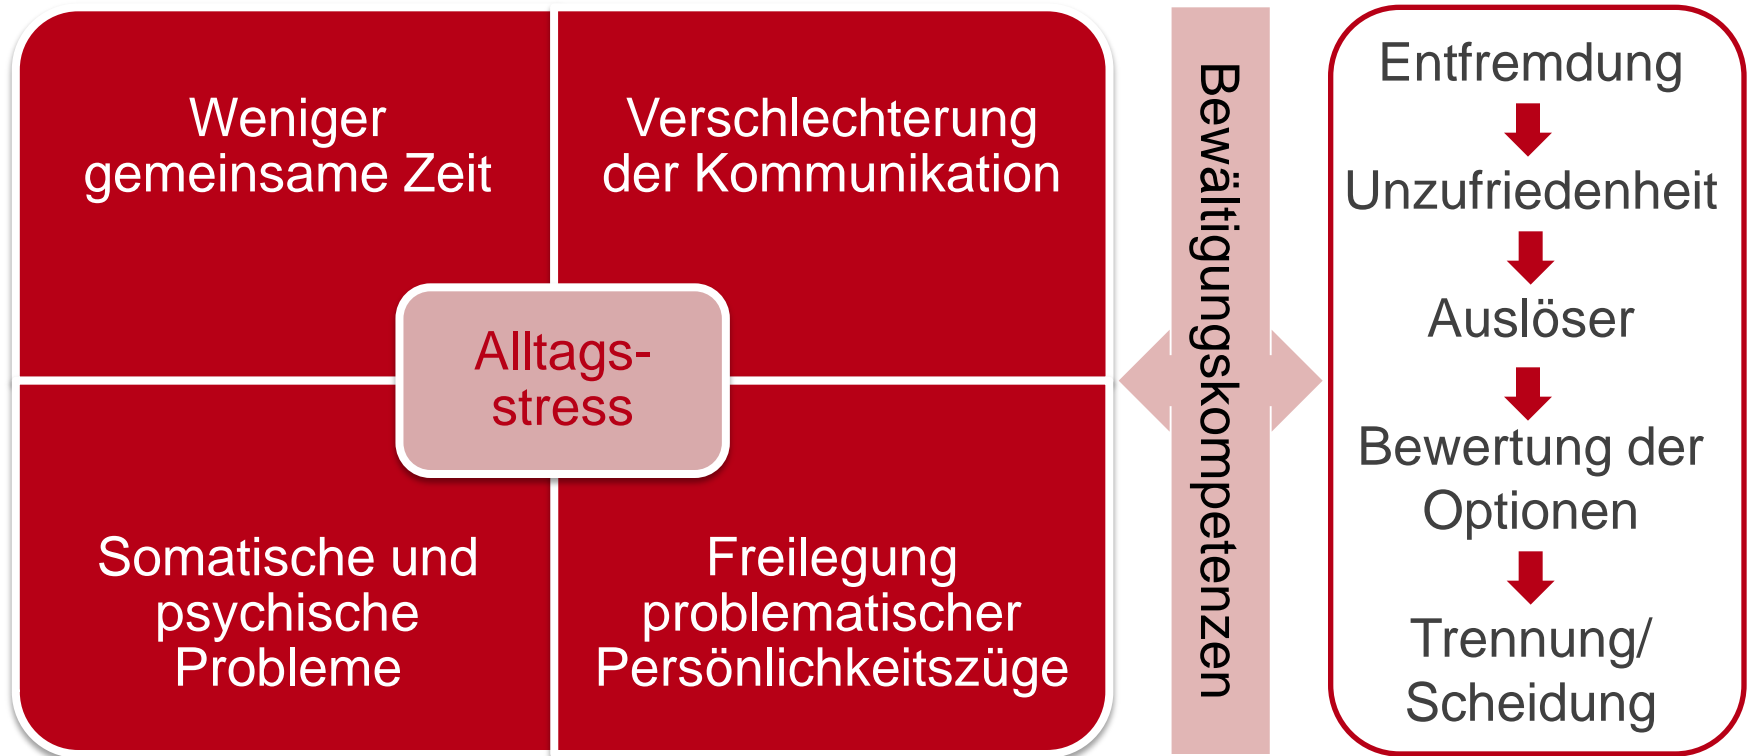 Weniger
gemeinsame Zeit
Verschlechterung
der Kommunikation
Alltags-
stress
Somatische und
psychische
Probleme
Freilegung
problematischer
Persönlichkeitszüge
Bewältigungskompetenzen
Entfremdung
Unzufriedenheit
Auslöser
Bewertung der
Optionen
Trennung/
Scheidung